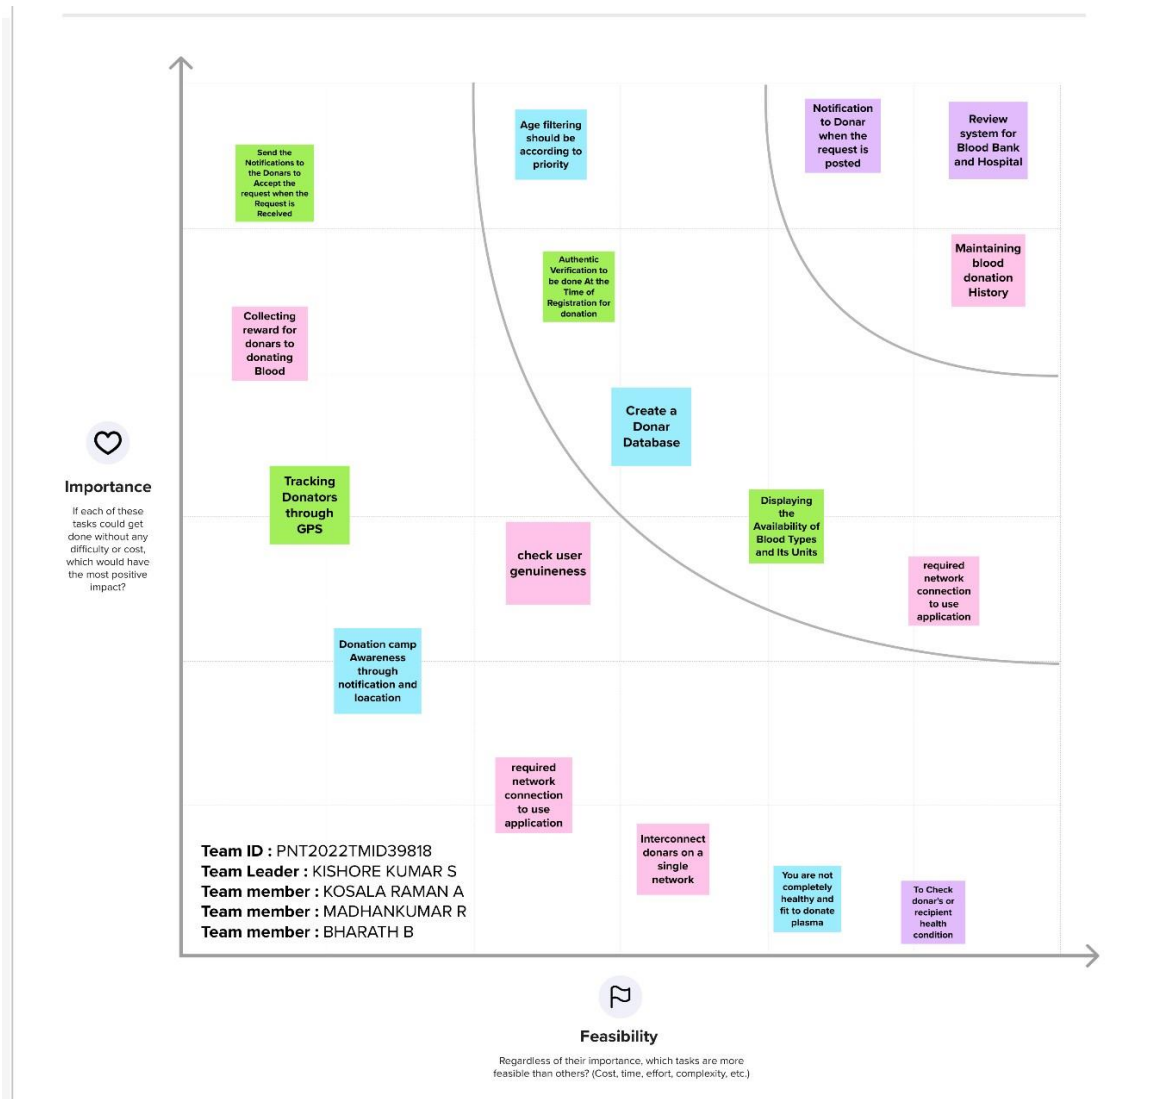 Age filtering
should be
according to
priority
Notification
to Donar
when the
request is
posted
Review
system for
Blood Bank
and Hospital
Send the
Notifications to
the Donars to
Accept the
request when the
Request is
Received
Maintaining
blood
donation
History
Authentic
Verification to
be done At the
Time of
Registration for
donation
Collecting
reward for
donars to
donating
Blood
Create a
Donar
Database
Importance
If each of these
tasks could get
done without any
difficulty or cost,
which would have
the most positive
impact?
Tracking
Donators
through
GPS
Displaying
the
Availability of
Blood Types
and Its Units
check user
genuineness
required
network
connection
to use
application
Donation camp
Awareness
through
notification and
loacation
required
network
connection
to use
application
Interconnect
donars on a
single
network
You are not
completely
healthy and
fit to donate
plasma
To Check
donar's or
recipient
health
condition
Team ID : PNT2022TMID39818
Team Leader : KISHORE KUMAR S
Team member : KOSALA RAMAN A
Team member : MADHANKUMAR R
Team member : BHARATH B
Feasibility
Regardless of their importance, which tasks are more
feasible than others? (Cost, time, effort, complexity, etc.)